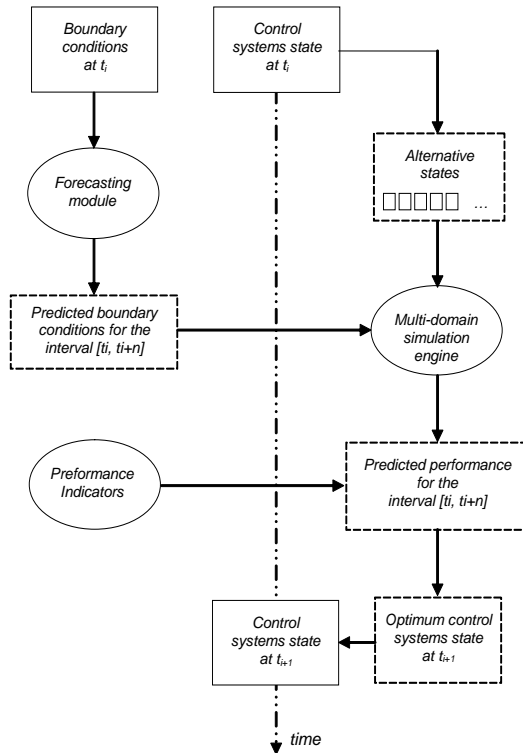 Boundary
conditions
at ti
Control
systems state
at ti
Forecasting
module
Alternative
states
...
Predicted boundary
conditions for the
interval [ti, ti+n]
Multi-domain
simulation
engine
Preformance
Indicators
Predicted performance
for the
interval [ti, ti+n]
Control
systems state
at ti+1
Optimum control
systems state
at ti+1
time